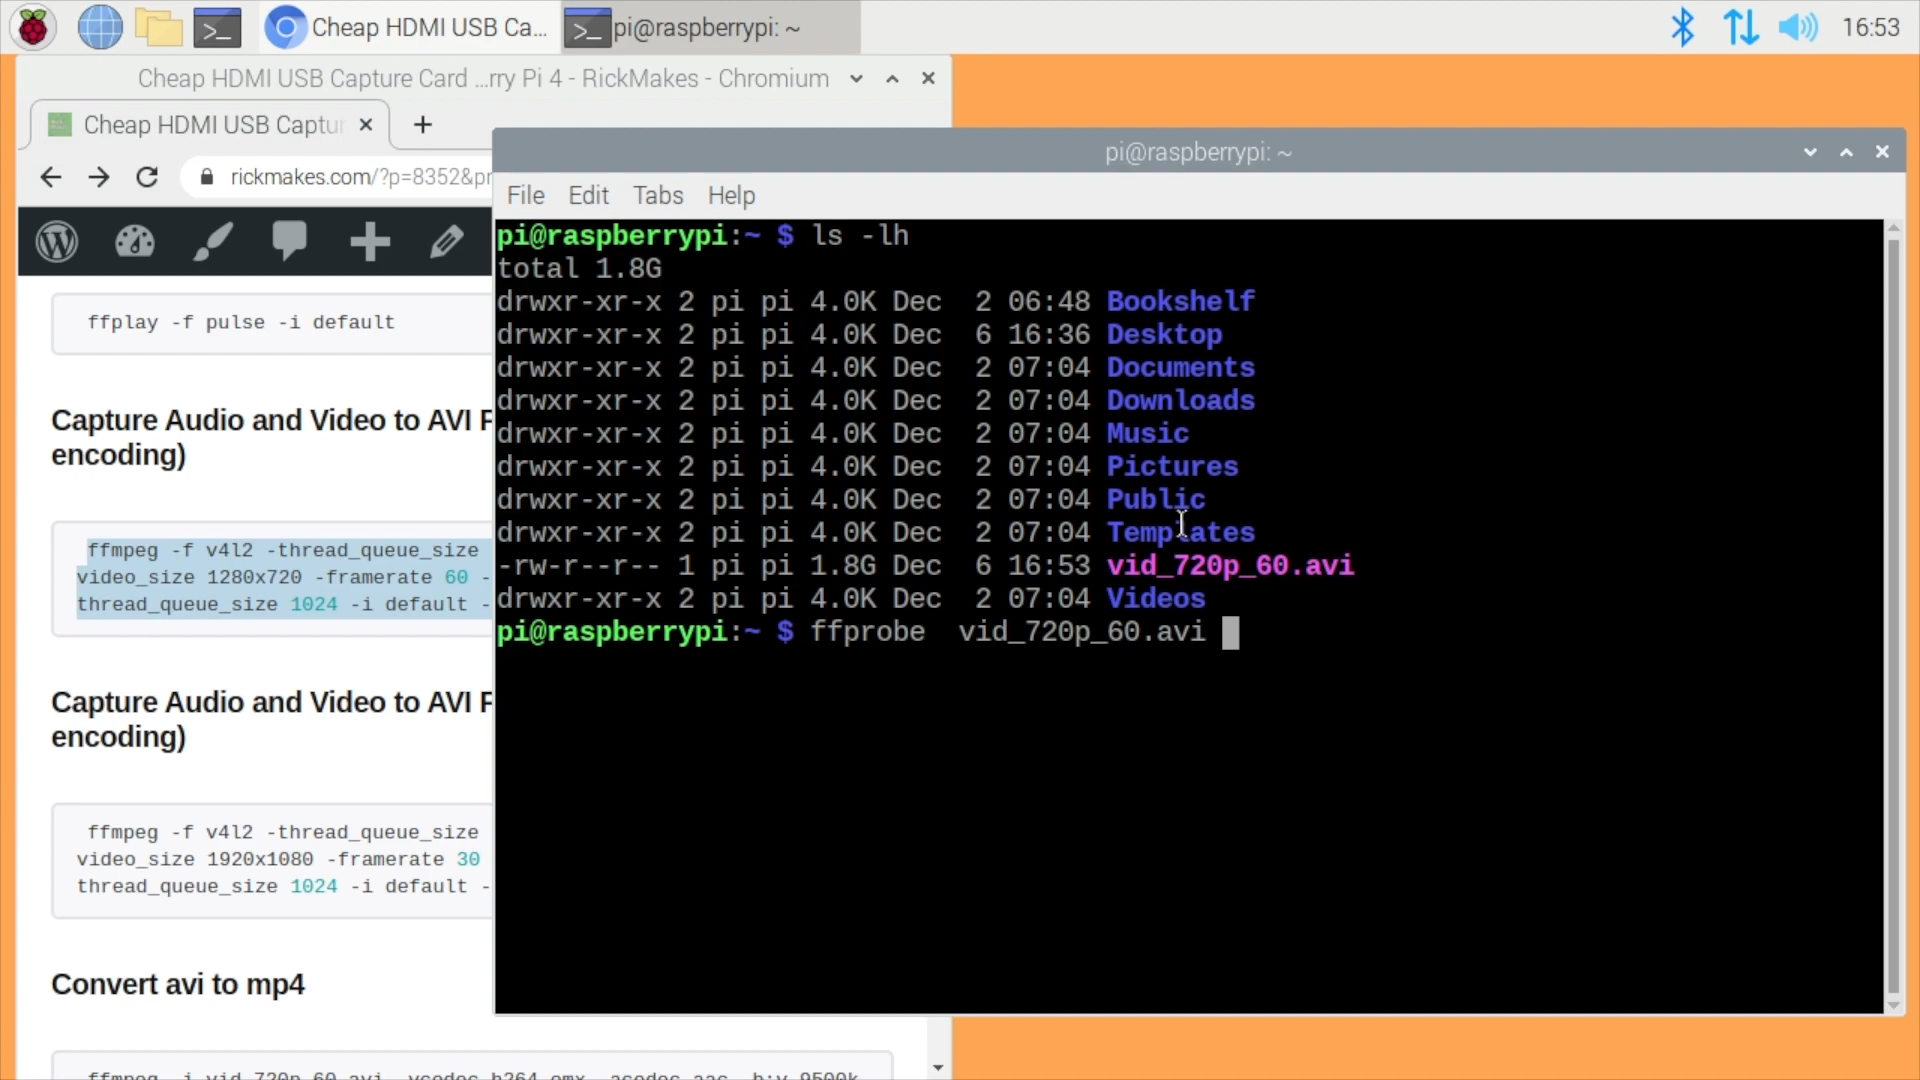 Cheap HDMI USB Ca...
pi@raspberrypi: ~
16:53
Cheap HDMI USB Capture Card ...rry Pi 4 - RickMakes - Chromium
Cheap HDMI USB Captur
rickmakes.com/?p=8352&pr
ffplay -f pulse -i default
Capture Audio and Video to AVI F
encoding)
ffmpeg -f v4l2 -thread_queue_size
video_size 1280x720 -framerate 60 -
thread_queue_size 1024 -i default -
Capture Audio and Video to AVI F
encoding)
ffmpeg -f v4l2 -thread_queue_size
video_size 1920x1080 -framerate 30
thread_queue_size 1024 -i default -
Convert avi to mp4
ffmpeg -i vid_720p_60.avi -vcodec h264_omx -acodec aac -b:v 9500k
pi@raspberrypi: ~
File Edit Tabs Help
pi@raspberrypi:~ $ ls -lh
total 1.8G
drwxr-xr-x 2 pi pi 4.0K Dec  2 06:48 Bookshelf
drwxr-xr-x 2 pi pi 4.0K Dec  6 16:36 Desktop
drwxr-xr-x 2 pi pi 4.0K Dec  2 07:04 Documents
drwxr-xr-x 2 pi pi 4.0K Dec  2 07:04 Downloads
drwxr-xr-x 2 pi pi 4.0K Dec  2 07:04 Music
drwxr-xr-x 2 pi pi 4.0K Dec  2 07:04 Pictures
drwxr-xr-x 2 pi pi 4.0K Dec  2 07:04 Public
drwxr-xr-x 2 pi pi 4.0K Dec  2 07:04 Templates
-rw-r--r-- 1 pi pi 1.8G Dec  6 16:53 vid_720p_60.avi
drwxr-xr-x 2 pi pi 4.0K Dec  2 07:04 Videos
pi@raspberrypi:~ $ ffprobe  vid_720p_60.avi